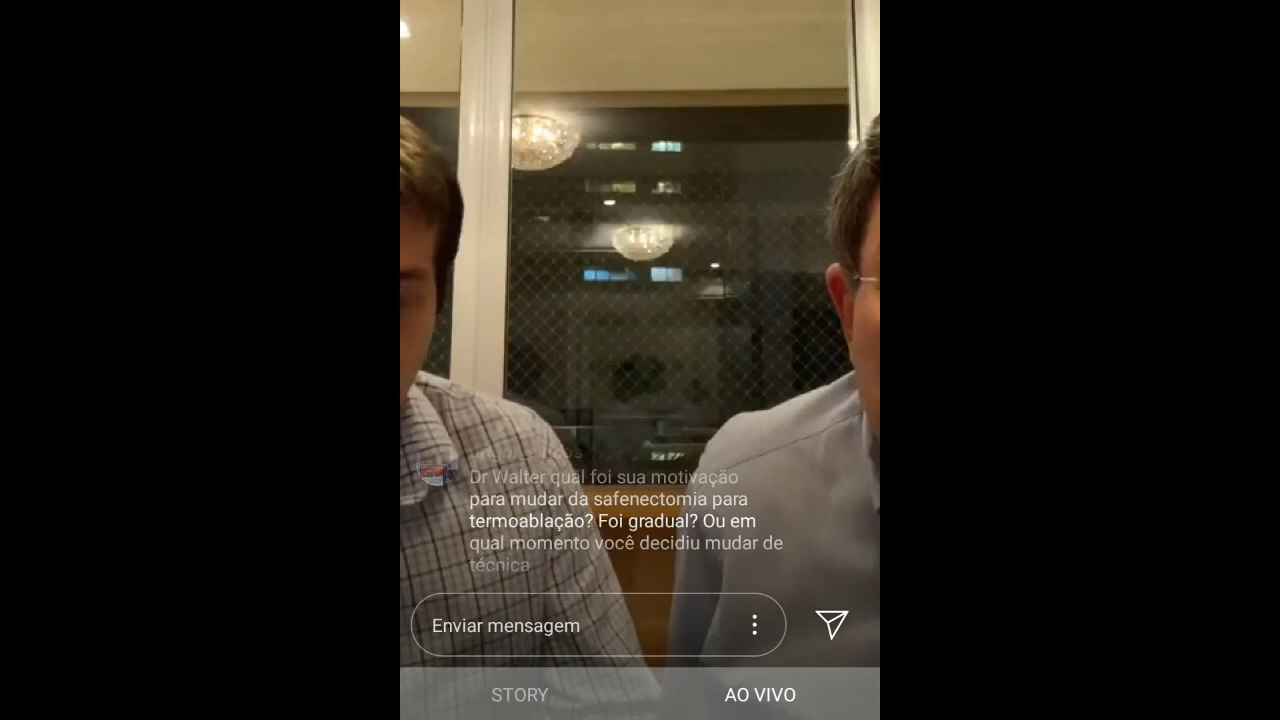 Dr Walter qual foi sua motivação
para mudar da safenectomia para
termoablação? Foi gradual? Ou em
qual momento você decidiu mudar de
técnica
Enviar mensagem
STORY
AO VIVO